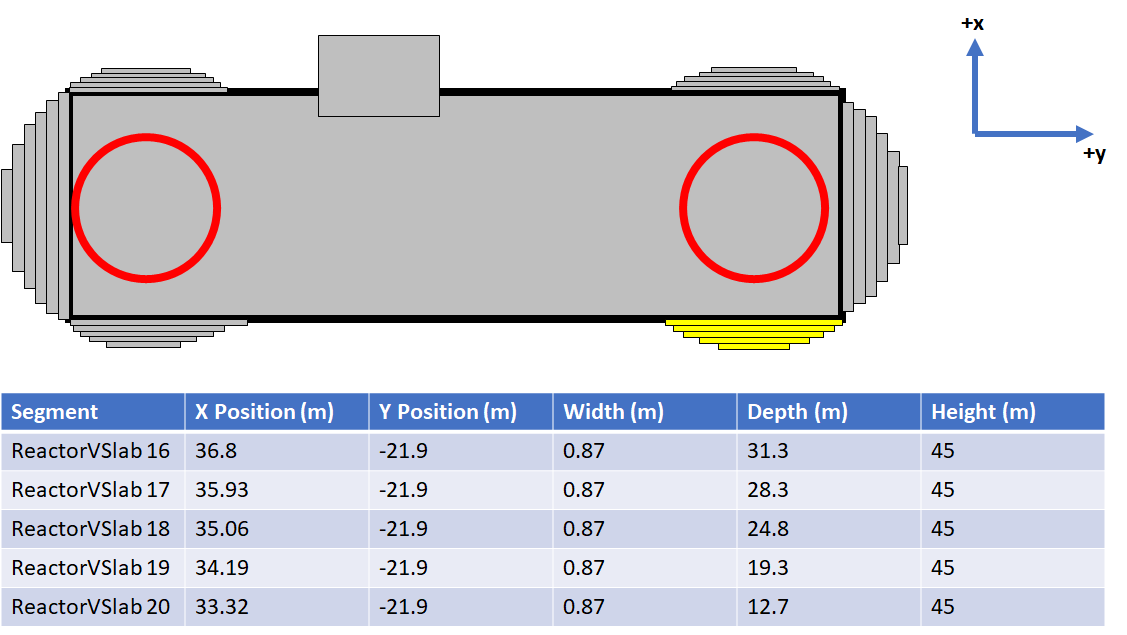 +x
+y
Segment X Position (m) Y Position (m) Width (m) Depth (m) Height (m)
ReactorVSlab 16 36.8 -21.9 0.87 31.3 45
ReactorVSlab 17 35.93 -21.9 0.87 28.3 45
ReactorVSlab 18 35.06 -21.9 0.87 24.8 45
ReactorVSlab 19 34.19 -21.9 0.87 19.3 45
ReactorVSlab 20 33.32 -21.9 0.87 12.7 45